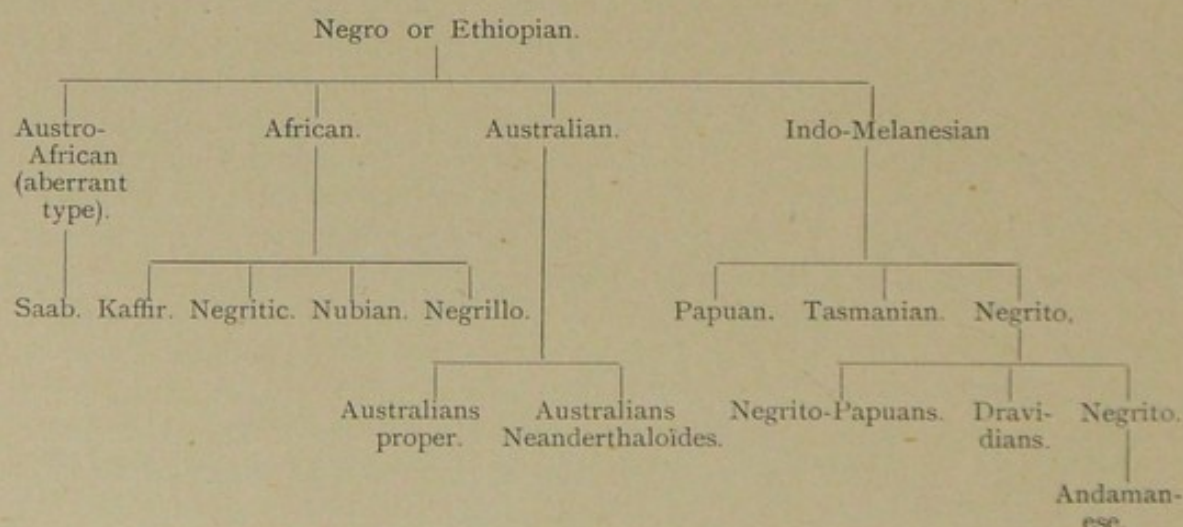 Negro or Ethiopian.
Austro-
African
(aberrant
type).
African.
Australian.
Indo-Melanesian
Saab. Kaffir. Negritic. Nubian. Negrillo.
Papuan. Tasmanian. Negrito.
Australians
proper.
Australians
Neanderthaloïdes.
Negrito-Papuans.
Dravi-
dians.
Negrito.
Andaman-
ese